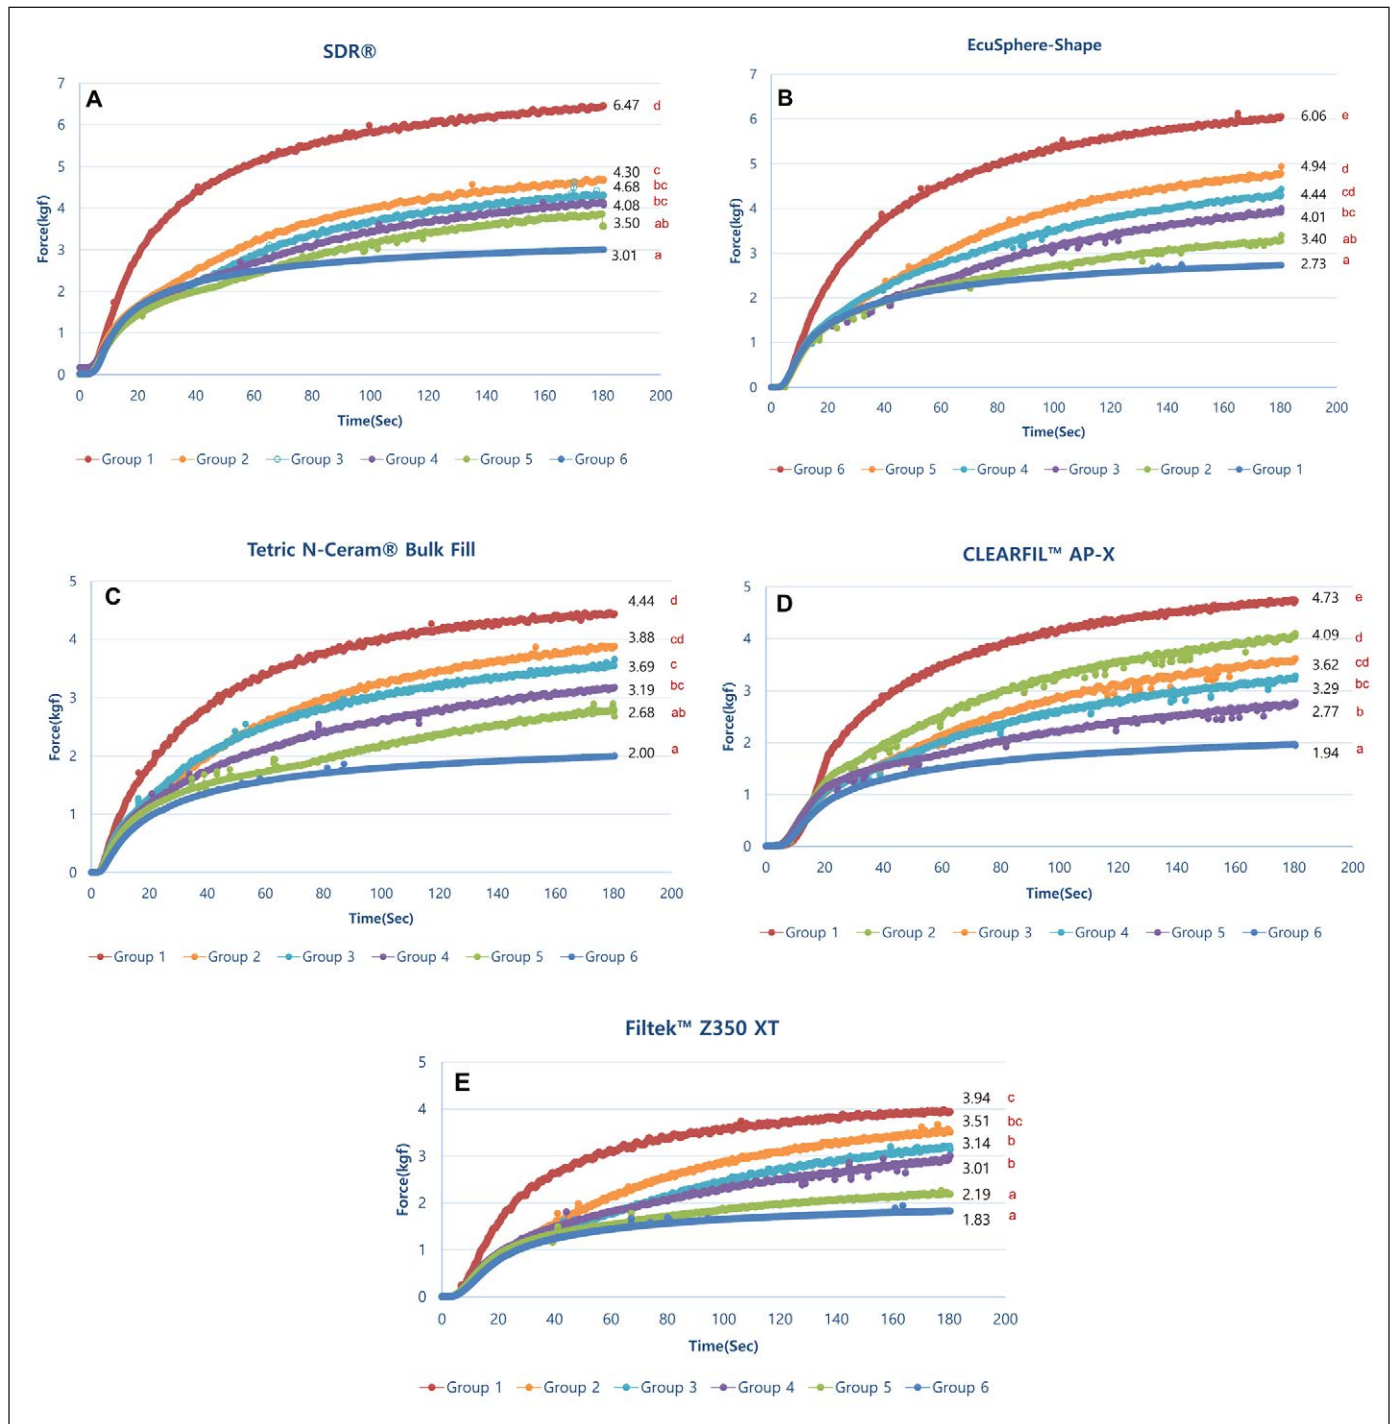 SDR®
A
7
6
5
4
3
2
1
0
Force(kgf)
6.47 d
4.30 c
4.68 bc
4.08 bc
3.50 ab
3.01 a
0 20 40 60 80 100 120 140 160 180 200
Time(Sec)
Group 1 Group 2 Group 3 Group 4 Group 5 Group 6
EcuSphere-Shape
B
7
6
5
4
3
2
1
0
Force(kgf)
6.06 e
4.94 d
4.44 cd
4.01 bc
3.40 ab
2.73 a
0 20 40 60 80 100 120 140 160 180 200
Time(Sec)
Group 6 Group 5 Group 4 Group 3 Group 2 Group 1
Tetric N-Ceram® Bulk Fill
C
5
4
3
2
1
0
Force(kgf)
4.44 d
3.88 cd
3.69 c
3.19 bc
2.68 ab
2.00 a
0 20 40 60 80 100 120 140 160 180 200
Time(Sec)
Group 1 Group 2 Group 3 Group 4 Group 5 Group 6
CLEARFIL™ AP-X
D
5
4
3
2
1
0
Force(kgf)
4.73 e
4.09 d
3.62 cd
3.29 bc
2.77 b
1.94 a
0 20 40 60 80 100 120 140 160 180 200
Time(Sec)
Group 1 Group 2 Group 3 Group 4 Group 5 Group 6
Filtek™ Z350 XT
E
5
4
3
2
1
0
Force(kgf)
3.94 c
3.51 bc
3.14 b
3.01 b
2.19 a
1.83 a
0 20 40 60 80 100 120 140 160 180 200
Time(Sec)
Group 1 Group 2 Group 3 Group 4 Group 5 Group 6